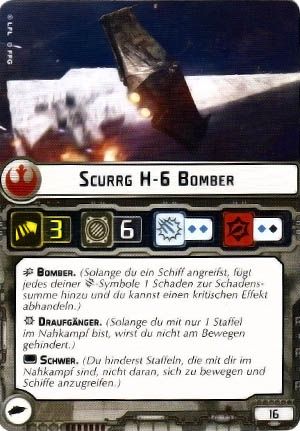 © LFL © FFG
SCURRG H-6 BOMBER
3 6
BOMBER. (Solange du ein Schiff angreifst, fügt
jedes deiner -Symbole 1 Schaden zur Schadens-
summe hinzu und du kannst einen kritischen Effekt
abhandeln.)
DRAUFGÄNGER. (Solange du mit nur 1 Staffel
im Nahkampf bist, wirst du nicht am Bewegen
gehindert.)
SCHWER. (Du hinderst Staffeln, die mit dir im
Nahkampf sind, nicht daran, sich zu bewegen und
Schiffe anzugreifen.)
16